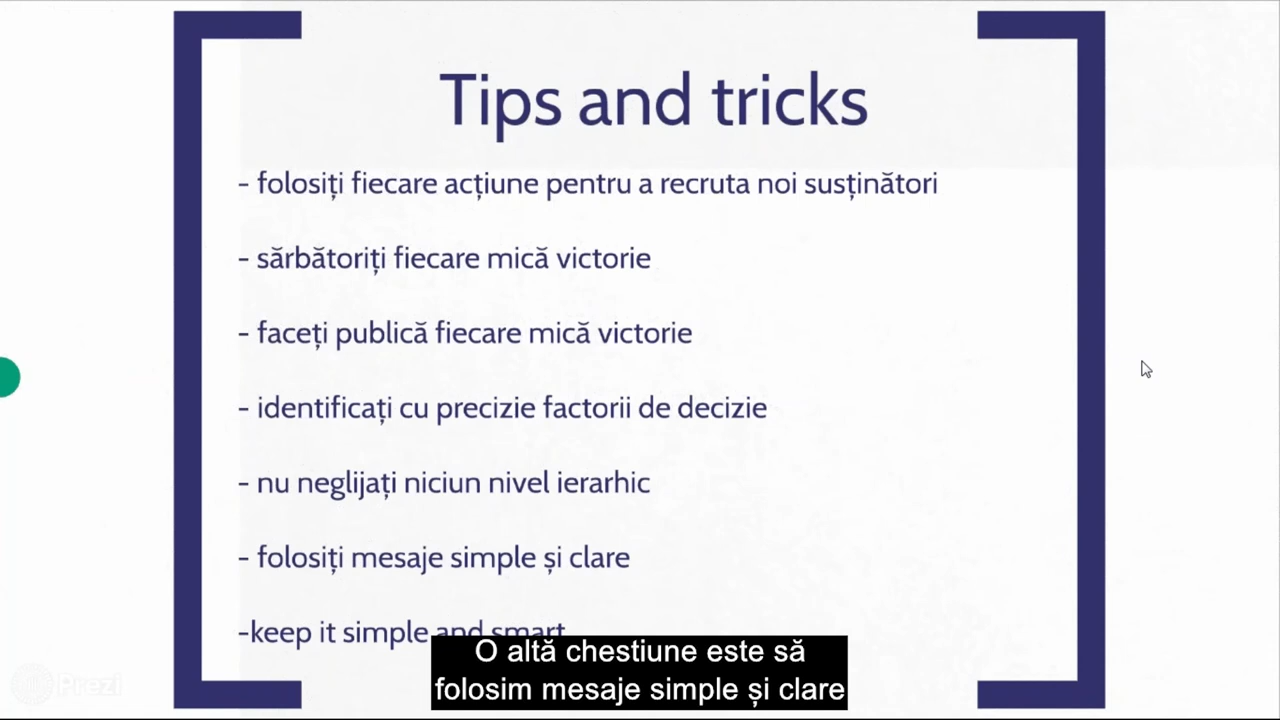 Tips and tricks
- folosiți fiecare acțiune pentru a recruta noi susținători
- sărbătoriți fiecare mică victorie
- faceți publică fiecare mică victorie
- identificați cu precizie factorii de decizie
- nu neglijați niciun nivel ierarhic
- folosiți mesaje simple și clare
-keep it simple and smart
O altă chestiune este să
folosim mesaje simple și clare
Prezi